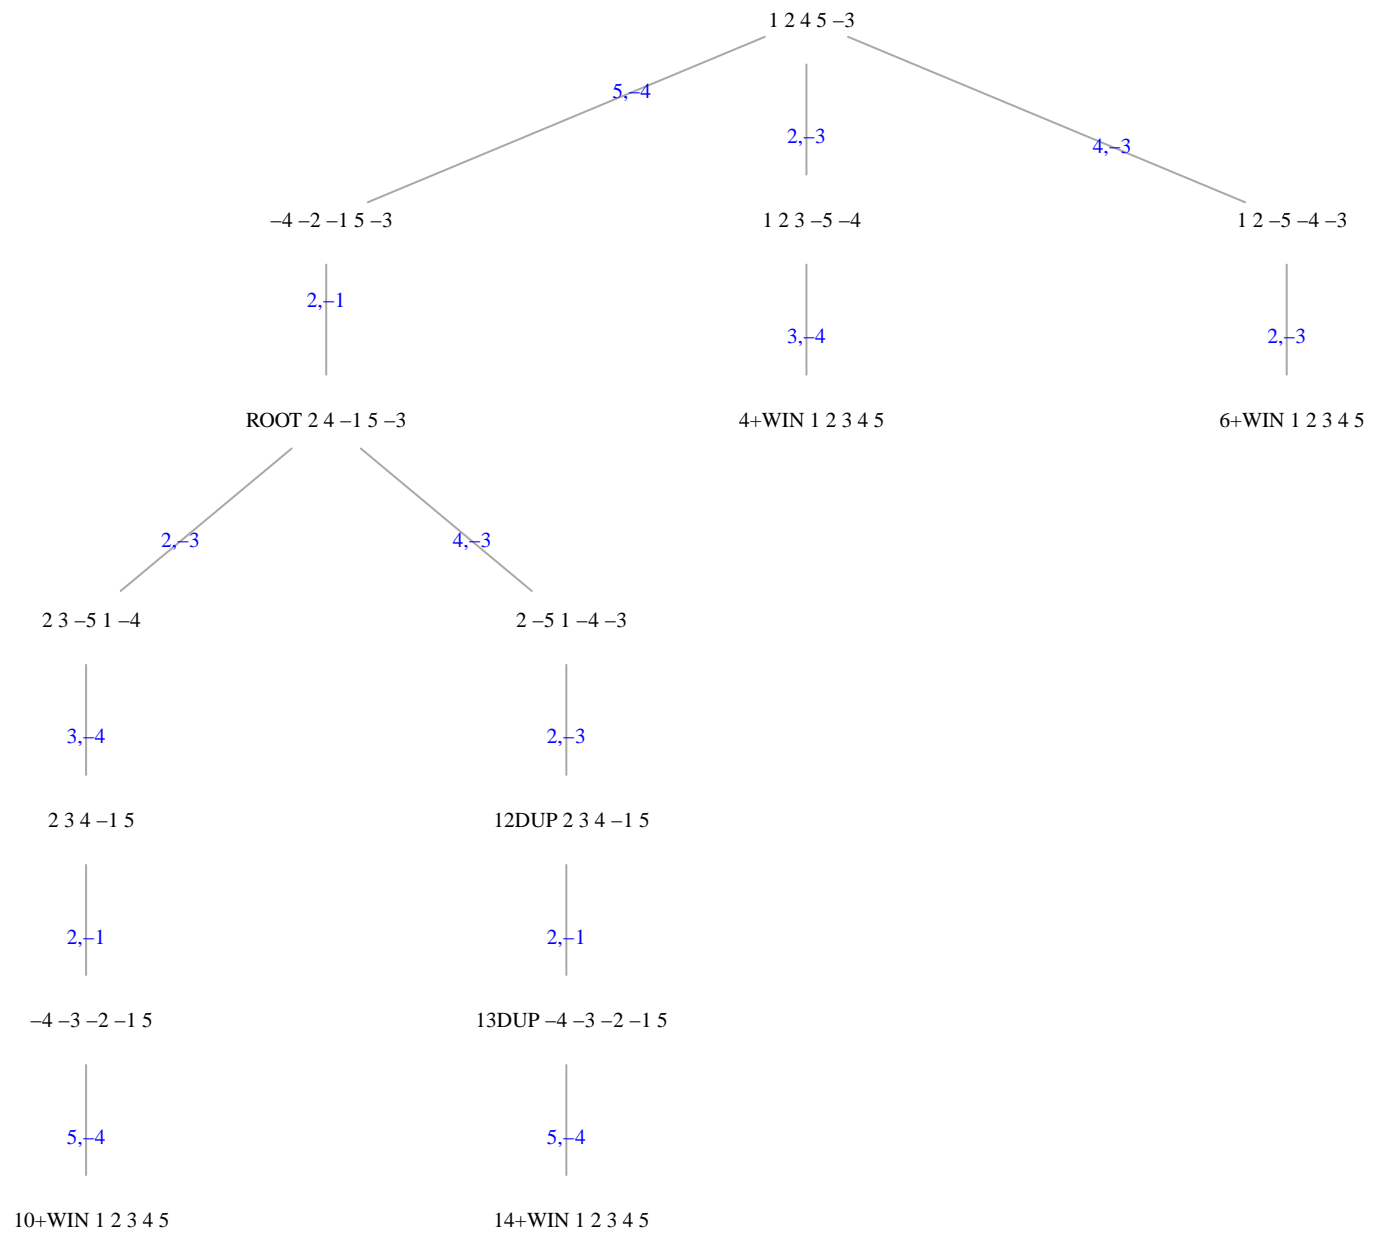 1 2 4 5 −3
5,−4
2,−3
4,−3
−4 −2 −1 5 −3
1 2 3 −5 −4
1 2 −5 −4 −3
2,−1
3,−4
2,−3
ROOT 2 4 −1 5 −3
4+WIN 1 2 3 4 5
6+WIN 1 2 3 4 5
2,−3
4,−3
2 3 −5 1 −4
2 −5 1 −4 −3
3,−4
2,−3
2 3 4 −1 5
12DUP 2 3 4 −1 5
2,−1
2,−1
−4 −3 −2 −1 5
13DUP −4 −3 −2 −1 5
5,−4
5,−4
10+WIN 1 2 3 4 5
14+WIN 1 2 3 4 5